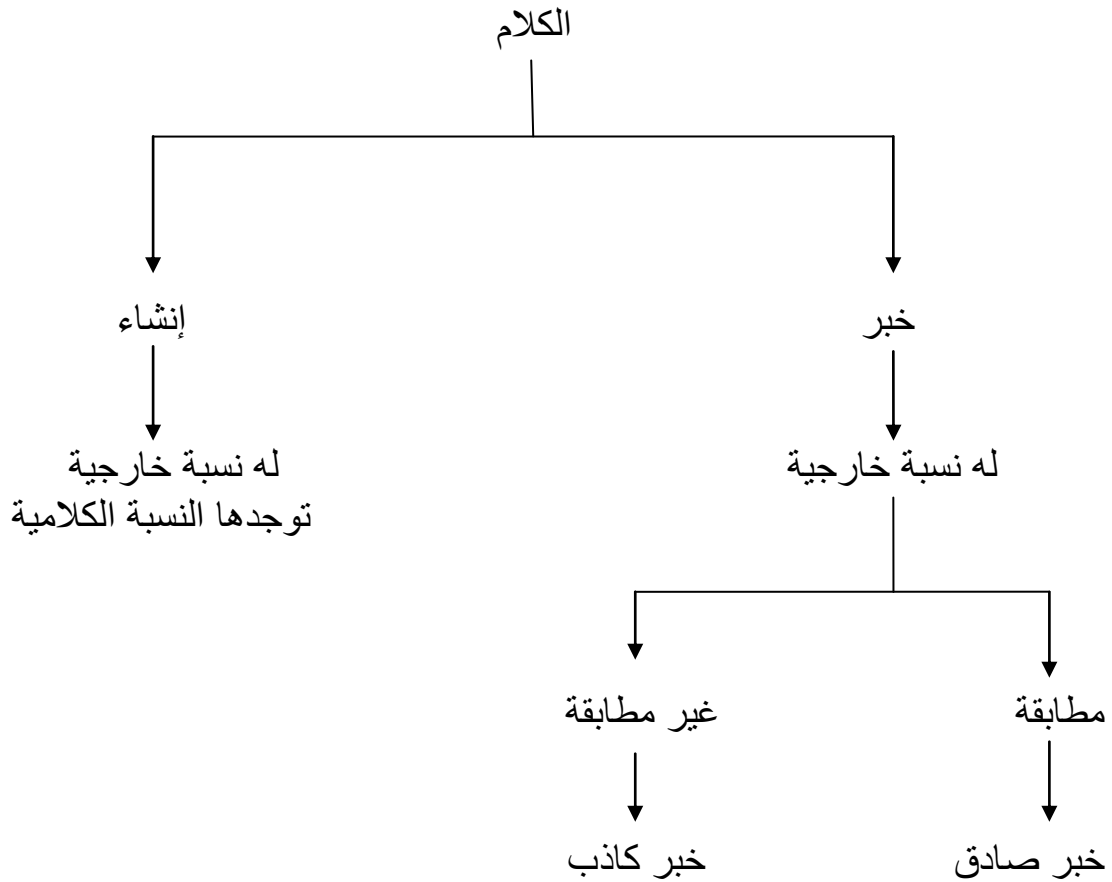 الكلام
خبر
إنشاء
له نسبة خارجية
له نسبة خارجية
توجدها النسبة الكلامية
مطابقة
غير مطابقة
خبر صادق
خبر كاذب